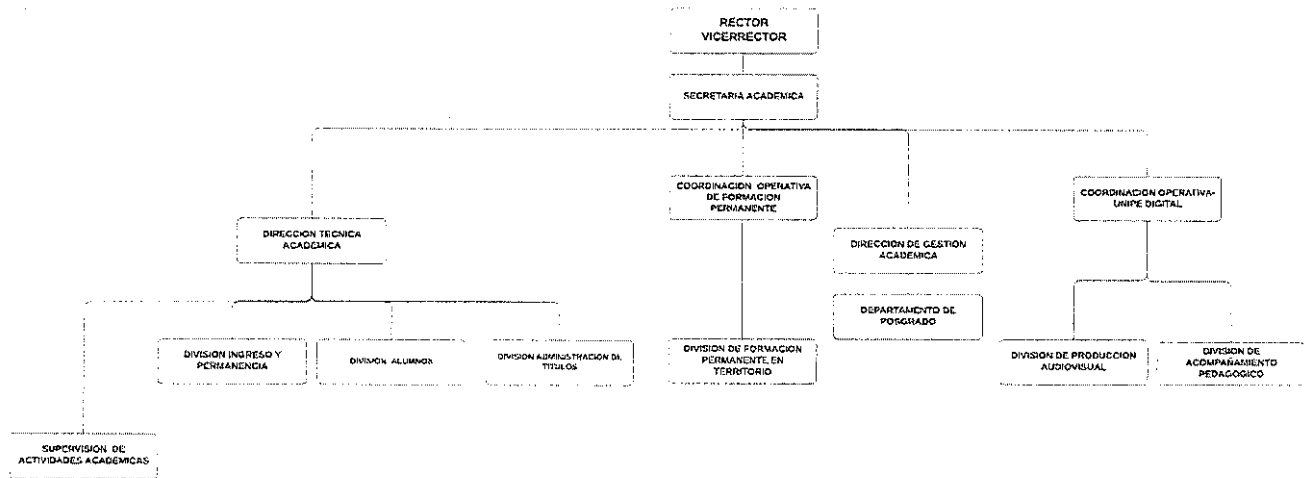 RECTOR
VICERRECTOR
SECRETARIA ACADEMICA
COORDINACION OPERATIVA
DE FORMACION
PERMANENTE
COORDINACION OPERATIVA-
UNIPE DIGITAL
DIRECCION TECNICA
ACADEMICA
DIRECCION DE GESTION
ACADEMICA
DEPARTAMENTO DE
POSGRADO
DIVISION INGRESO Y
PERMANENCIA
DIVISION ALUMNOS
DIVISION ADMINISTRACION DE
TITULOS
DIVISION DE FORMACION
PERMANENTE EN
TERRITORIO
DIVISION DE PRODUCCION
AUDIOVISUAL
DIVISION DE
ACOMPAÑAMIENTO
PEDAGOGICO
SUPERVISION DE
ACTIVIDADES ACADEMICAS